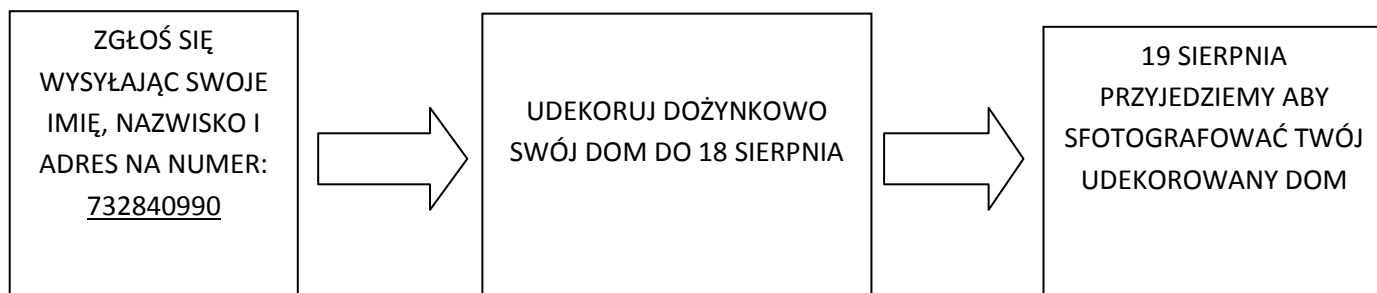 ZGŁOŚ SIĘ
WYSYŁAJĄC SWOJE
IMIĘ, NAZWISKO I
ADRES NA NUMER:
732840990
UDEKORUJ DOŻYNKOWO
SWÓJ DOM DO 18 SIERPNIA
19 SIERPNIA
PRZYJEDZIEMY ABY
SFOTOGRAFOWAĆ TWÓJ
UDEKOROWANY DOM